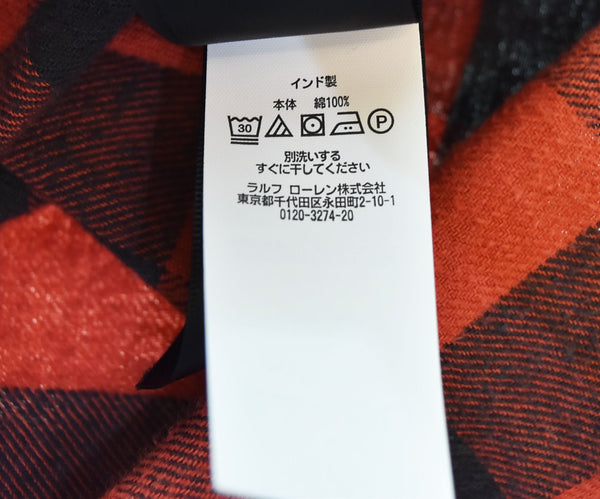 インド製
本体 綿100%
30 P
別洗いする
すぐに干してください
ラルフ ローレン株式会社
東京都千代田区永田町2-10-1
0120-3274-20